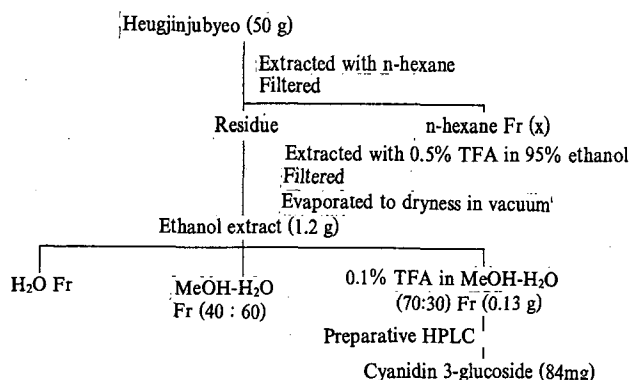 Heugjinjubyeo (50 g)
Extracted with n-hexane
Filtered
Residue
n-hexane Fr (x)
Extracted with 0.5% TFA in 95% ethanol
Filtered
Evaporated to dryness in vacuum
Ethanol extract (1.2 g)
H₂O Fr
MeOH-H₂O
Fr (40 : 60)
0.1% TFA in MeOH-H₂O
(70:30) Fr (0.13 g)
Preparative HPLC
Cyanidin 3-glucoside (84mg)